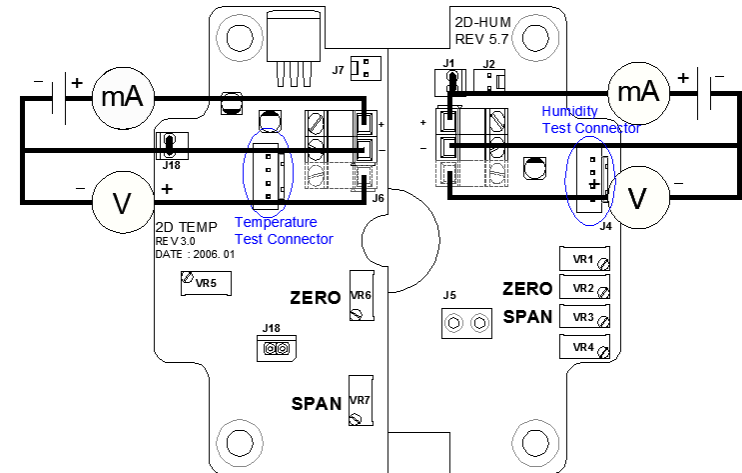 2D-HUM
REV 5.7
J7
J1
J2
− + mA
mA + −
Humidity
Test Connector
+
−
+
−
J18
J6
− V +
+ V −
J4
Temperature
Test Connector
2D TEMP
REV 3.0
DATE : 2006. 01
VR5
ZERO
VR6
J5
VR1
ZERO
VR2
SPAN
VR3
VR4
J18
SPAN
VR7